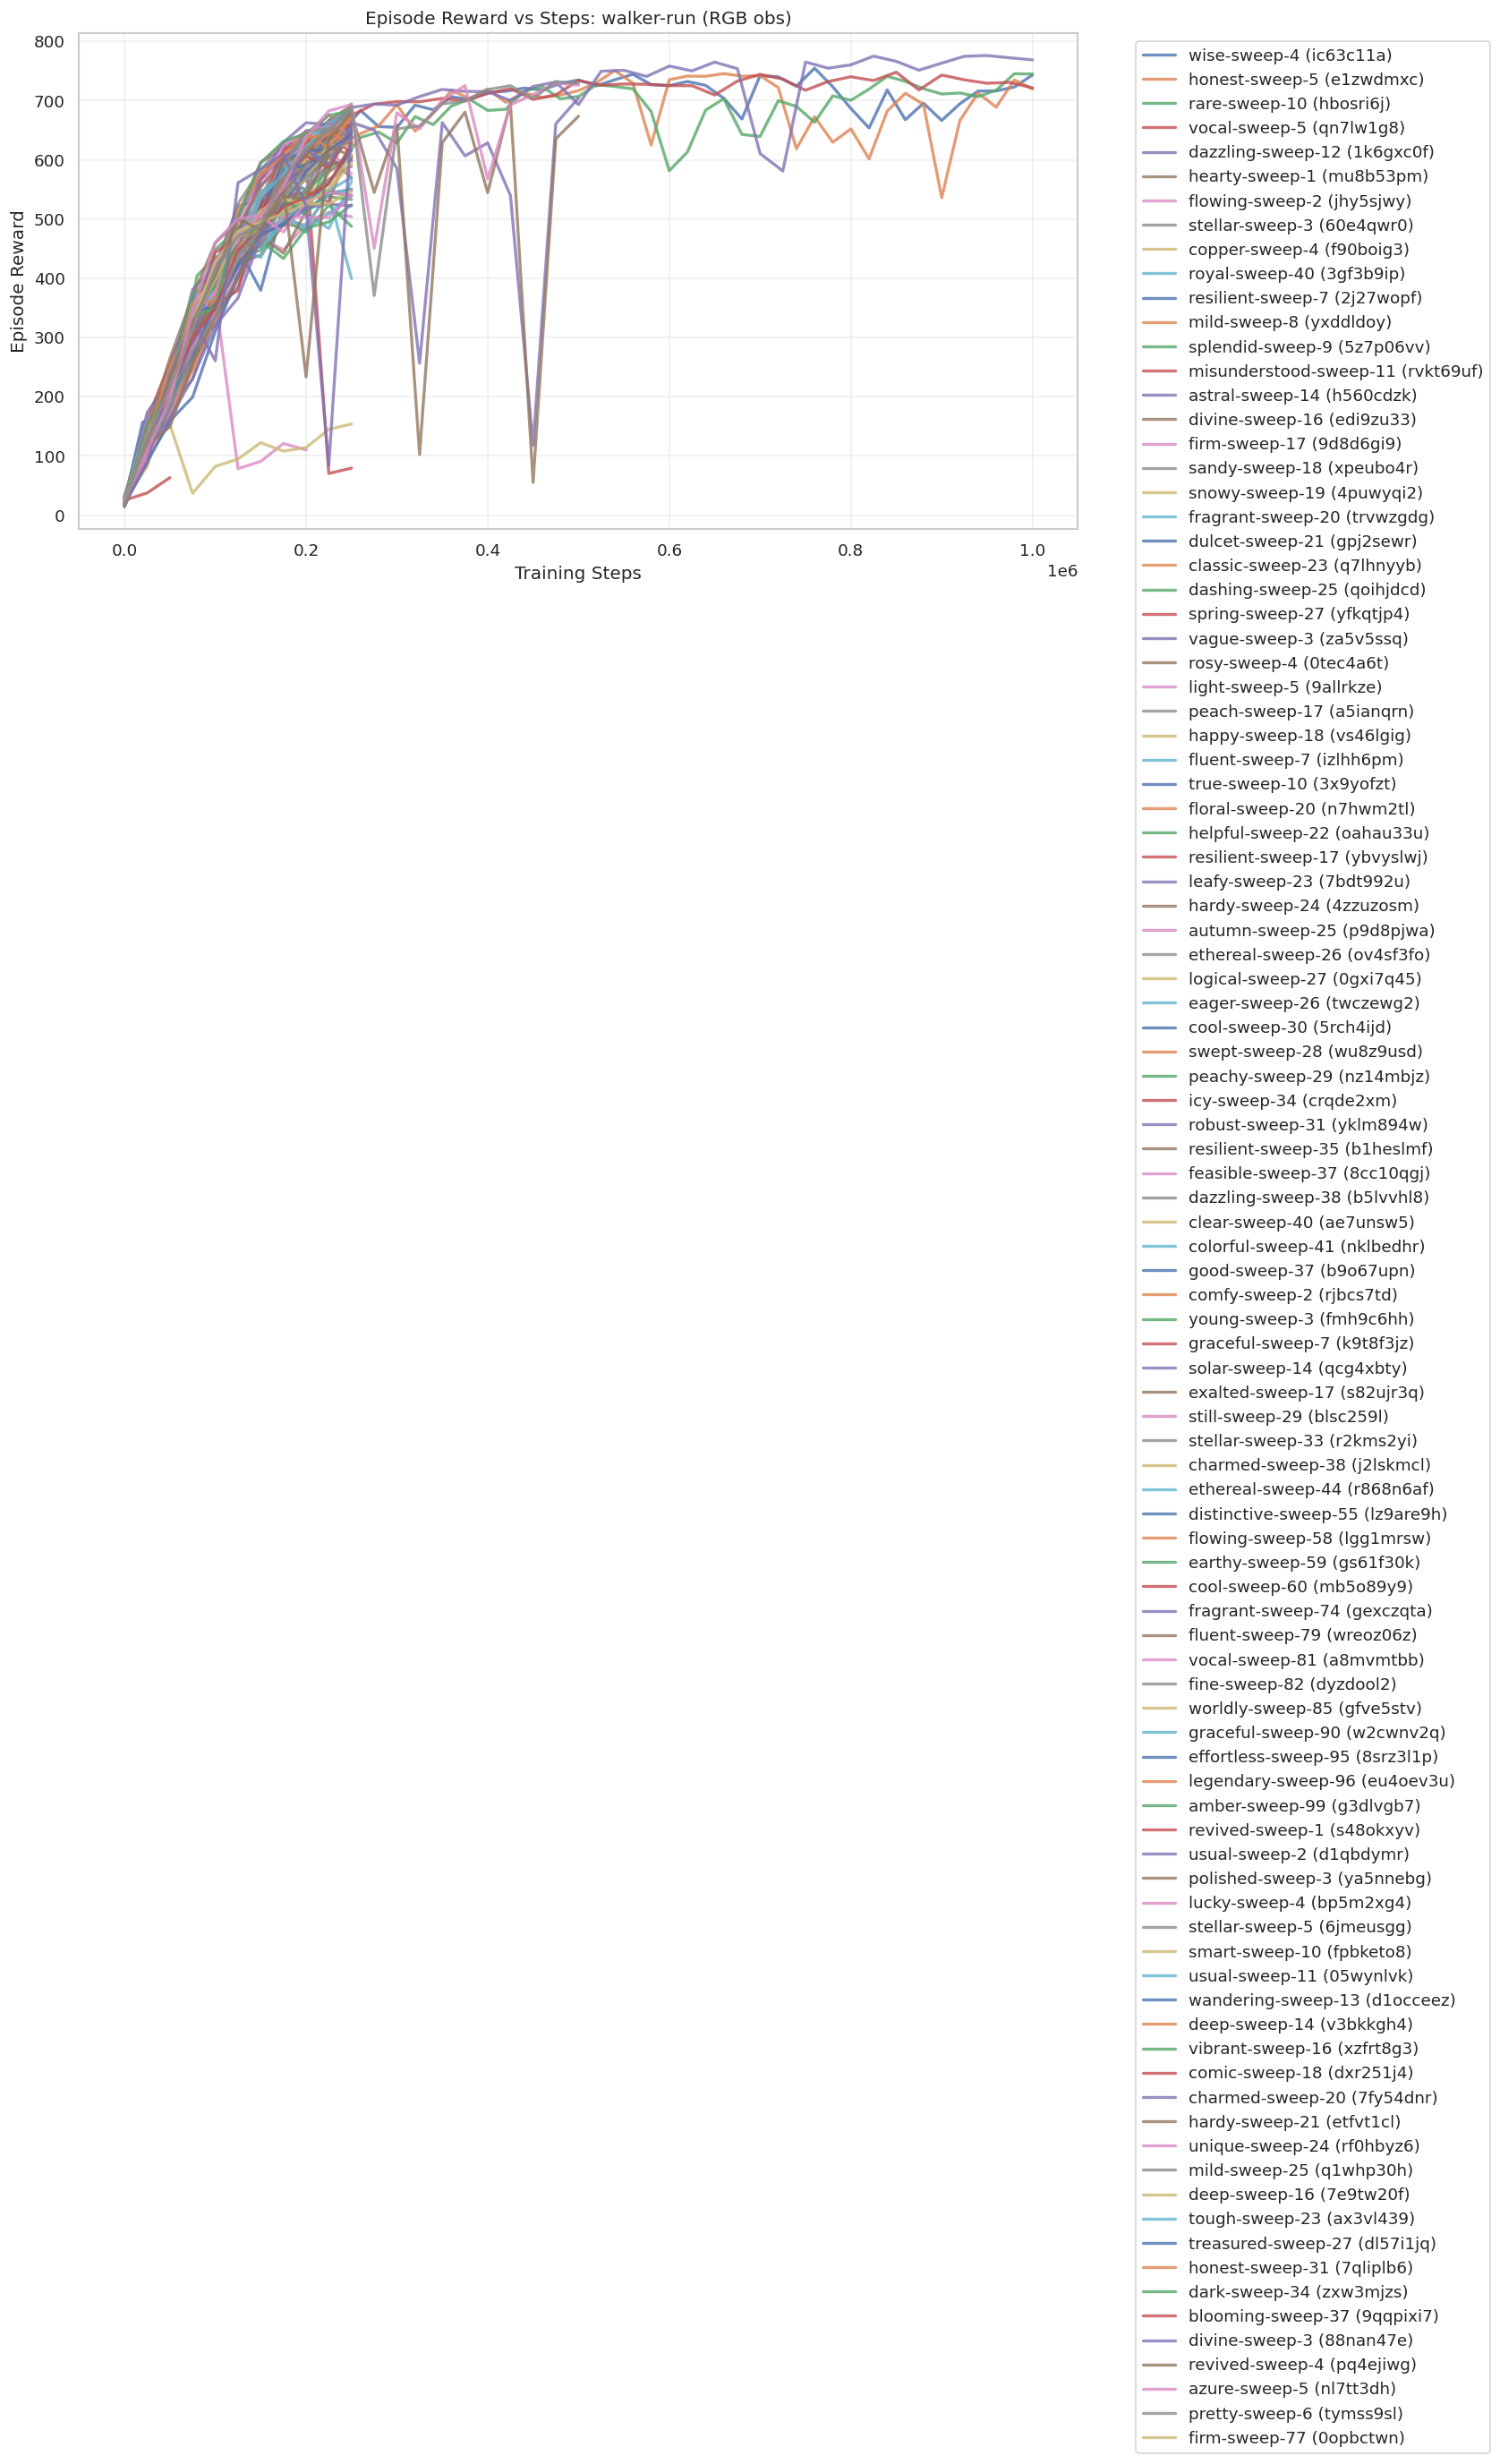 Episode Reward vs Steps: walker-run (RGB obs)
800
700
600
500
400
300
200
100
0
Episode Reward
0.0
0.2
0.4
0.6
0.8
1.0
1e6
Training Steps
wise-sweep-4 (ic63c11a)
honest-sweep-5 (e1zwdmxc)
rare-sweep-10 (hbosri6j)
vocal-sweep-5 (qn7lw1g8)
dazzling-sweep-12 (1k6gxc0f)
hearty-sweep-1 (mu8b53pm)
flowing-sweep-2 (jhy5sjwy)
stellar-sweep-3 (60e4qwr0)
copper-sweep-4 (f90boig3)
royal-sweep-40 (3gf3b9ip)
resilient-sweep-7 (2j27wopf)
mild-sweep-8 (yxddldoy)
splendid-sweep-9 (5z7p06vv)
misunderstood-sweep-11 (rvkt69uf)
astral-sweep-14 (h560cdzk)
divine-sweep-16 (edi9zu33)
firm-sweep-17 (9d8d6gi9)
sandy-sweep-18 (xpeubo4r)
snowy-sweep-19 (4puwyqi2)
fragrant-sweep-20 (trvwzgdg)
dulcet-sweep-21 (gpj2sewr)
classic-sweep-23 (q7lhnyyb)
dashing-sweep-25 (qoihjdcd)
spring-sweep-27 (yfkqtjp4)
vague-sweep-3 (za5v5ssq)
rosy-sweep-4 (0tec4a6t)
light-sweep-5 (9allrkze)
peach-sweep-17 (a5ianqrn)
happy-sweep-18 (vs46lgig)
fluent-sweep-7 (izlhh6pm)
true-sweep-10 (3x9yofzt)
floral-sweep-20 (n7hwm2tl)
helpful-sweep-22 (oahau33u)
resilient-sweep-17 (ybvyslwj)
leafy-sweep-23 (7bdt992u)
hardy-sweep-24 (4zzuzosm)
autumn-sweep-25 (p9d8pjwa)
ethereal-sweep-26 (ov4sf3fo)
logical-sweep-27 (0gxi7q45)
eager-sweep-26 (twczewg2)
cool-sweep-30 (5rch4ijd)
swept-sweep-28 (wu8z9usd)
peachy-sweep-29 (nz14mbjz)
icy-sweep-34 (crqde2xm)
robust-sweep-31 (yklm894w)
resilient-sweep-35 (b1heslmf)
feasible-sweep-37 (8cc10qgj)
dazzling-sweep-38 (b5lvvhl8)
clear-sweep-40 (ae7unsw5)
colorful-sweep-41 (nklbedhr)
good-sweep-37 (b9o67upn)
comfy-sweep-2 (rjbcs7td)
young-sweep-3 (fmh9c6hh)
graceful-sweep-7 (k9t8f3jz)
solar-sweep-14 (qcg4xbty)
exalted-sweep-17 (s82ujr3q)
still-sweep-29 (blsc259l)
stellar-sweep-33 (r2kms2yi)
charmed-sweep-38 (j2lskmcl)
ethereal-sweep-44 (r868n6af)
distinctive-sweep-55 (lz9are9h)
flowing-sweep-58 (lgg1mrsw)
earthy-sweep-59 (gs61f30k)
cool-sweep-60 (mb5o89y9)
fragrant-sweep-74 (gexczqta)
fluent-sweep-79 (wreoz06z)
vocal-sweep-81 (a8mvmtbb)
fine-sweep-82 (dyzdool2)
worldly-sweep-85 (gfve5stv)
graceful-sweep-90 (w2cwnv2q)
effortless-sweep-95 (8srz3l1p)
legendary-sweep-96 (eu4oev3u)
amber-sweep-99 (g3dlvgb7)
revived-sweep-1 (s48okxyv)
usual-sweep-2 (d1qbdymr)
polished-sweep-3 (ya5nnebg)
lucky-sweep-4 (bp5m2xg4)
stellar-sweep-5 (6jmeusgg)
smart-sweep-10 (fpbketo8)
usual-sweep-11 (05wynlvk)
wandering-sweep-13 (d1occeez)
deep-sweep-14 (v3bkkgh4)
vibrant-sweep-16 (xzfrt8g3)
comic-sweep-18 (dxr251j4)
charmed-sweep-20 (7fy54dnr)
hardy-sweep-21 (etfvt1cl)
unique-sweep-24 (rf0hbyz6)
mild-sweep-25 (q1whp30h)
deep-sweep-16 (7e9tw20f)
tough-sweep-23 (ax3vl439)
treasured-sweep-27 (dl57i1jq)
honest-sweep-31 (7qliplb6)
dark-sweep-34 (zxw3mjzs)
blooming-sweep-37 (9qqpixi7)
divine-sweep-3 (88nan47e)
revived-sweep-4 (pq4ejiwg)
azure-sweep-5 (nl7tt3dh)
pretty-sweep-6 (tymss9sl)
firm-sweep-77 (0opbctwn)